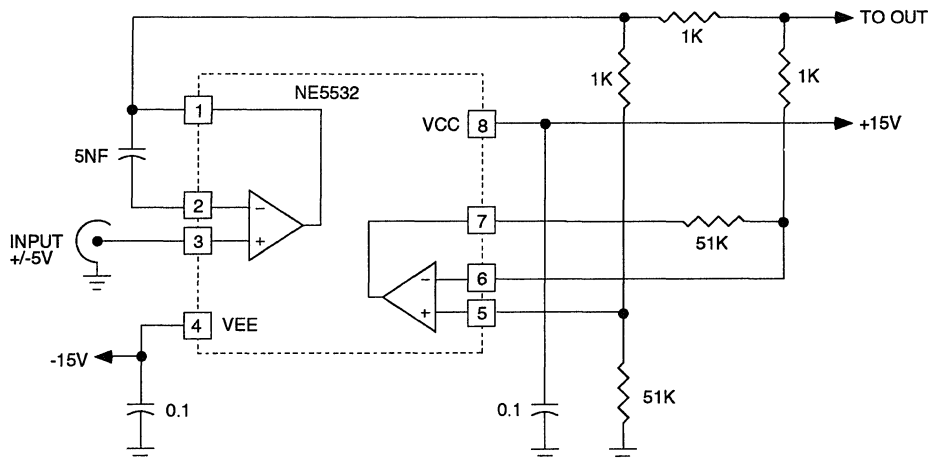 TO OUT
1K
1K
1K
NE5532
1
VCC
8
+15V
5NF
2
−
7
51K
INPUT
+/-5V
3
+
−
6
+
5
4
VEE
-15V
0.1
0.1
51K